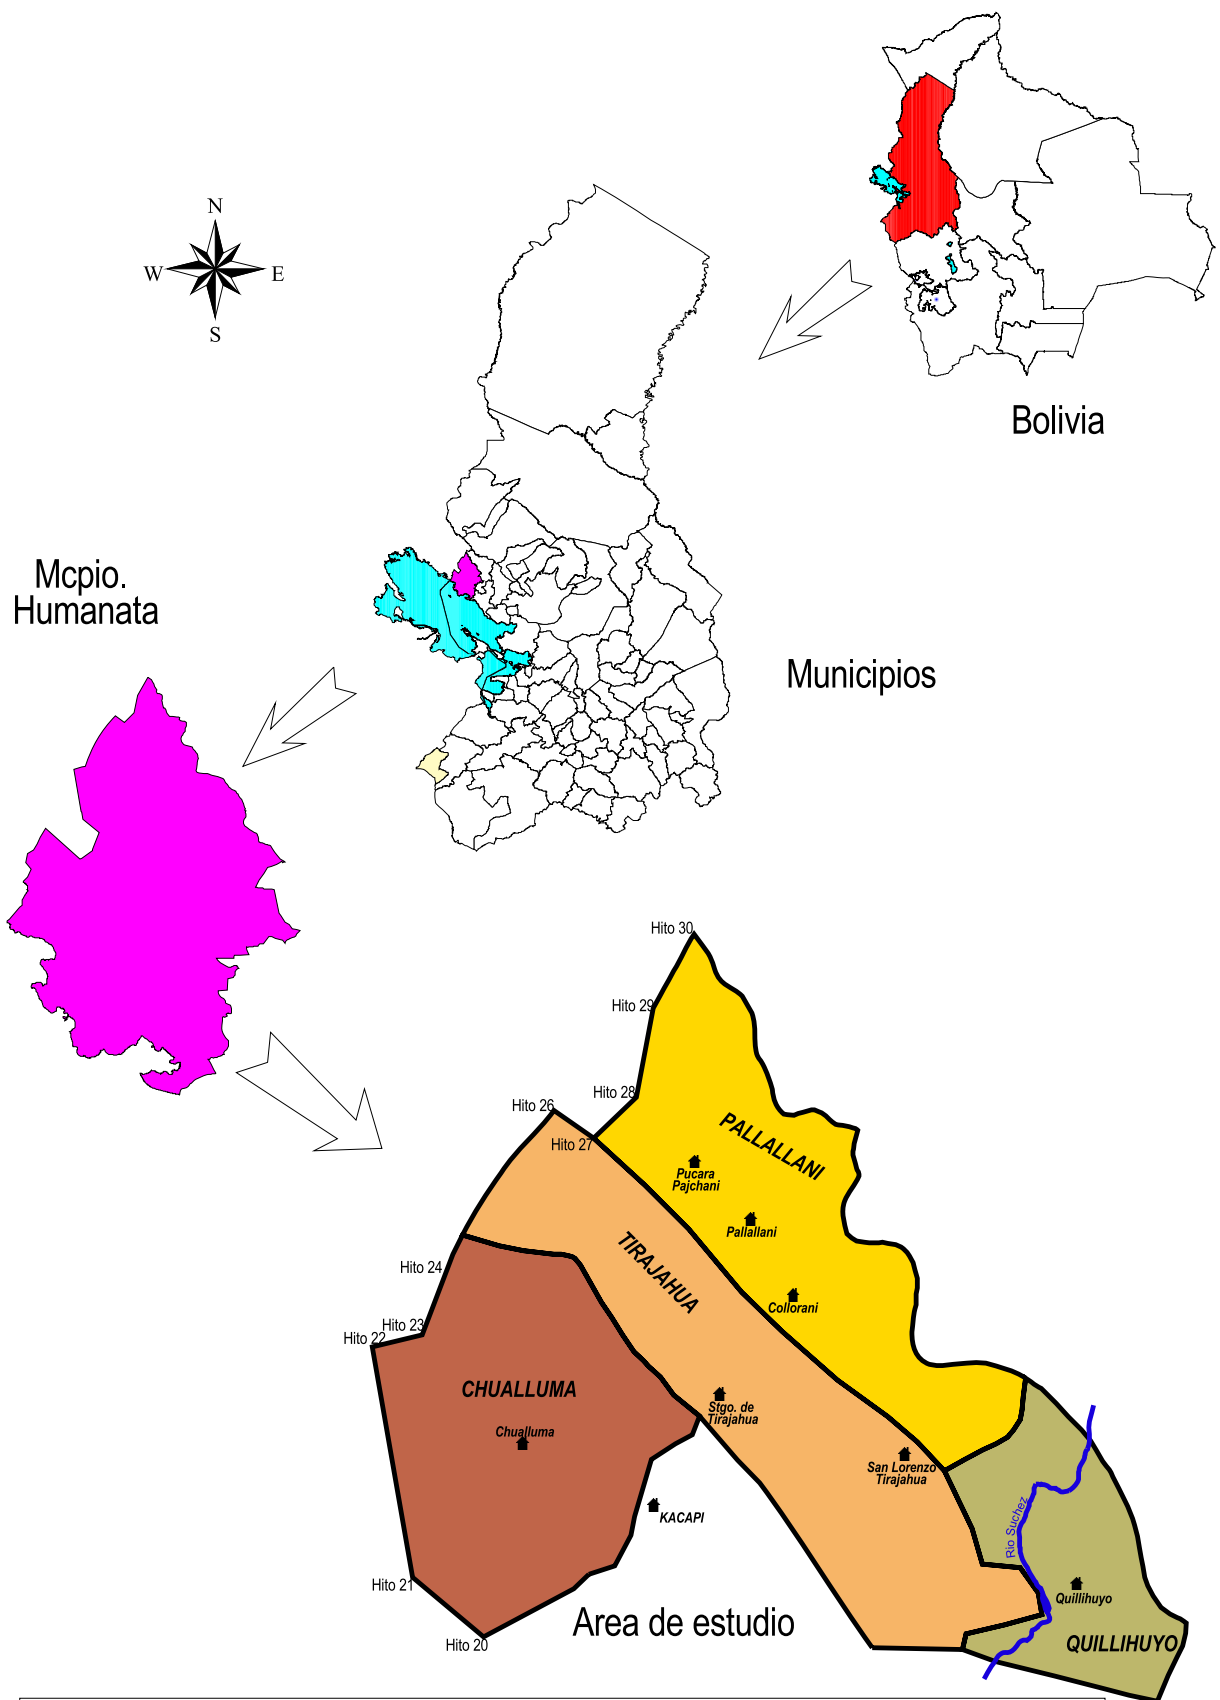 N
W
E
S
Bolivia
Mcpio.
Humanata
Municipios
Hito 30
Hito 29
Hito 28
Hito 26
Hito 27
PALLALLANI
Pucara
Pajchani
Pallallani
TIRAJAHUA
Hito 24
Collorani
Hito 23
Hito 22
CHUALLUMA
Chualluma
Stgo. de
Tirajahua
San Lorenzo
Tirajahua
KACAPI
Rio Suchez
Hito 21
Quillihuyo
Area de estudio
Hito 20
QUILLIHUYO